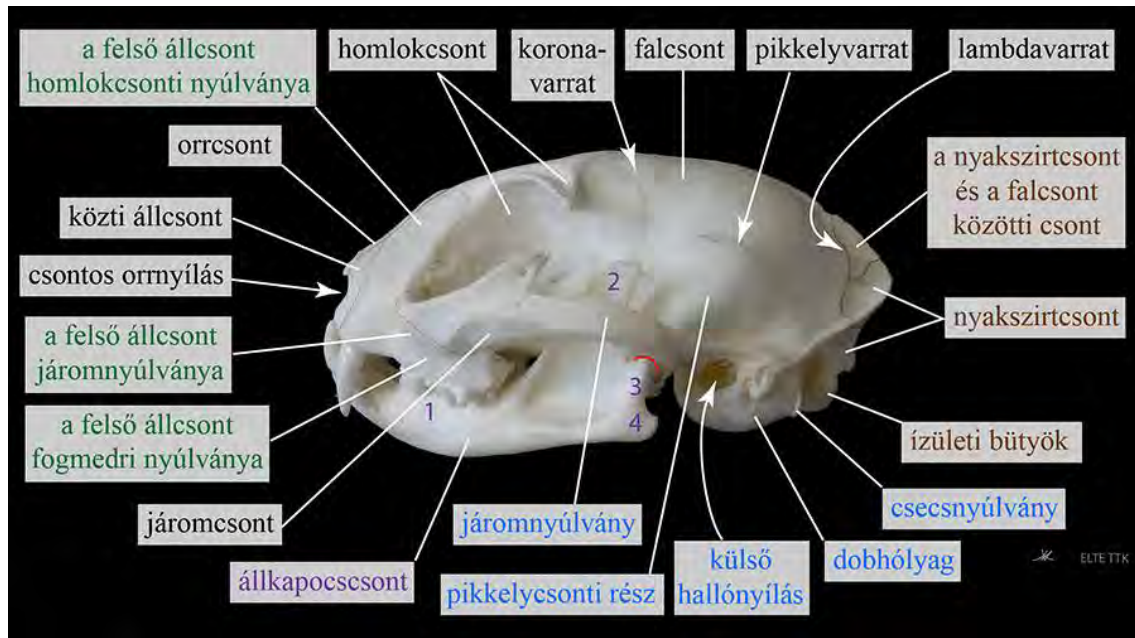 a felső állcsont
homlokcsonti nyúlványa
homlokcsont
korona-
varrat
falcsont
pikkelyvarrat
lambdavarrat
orrcsont
közti állcsont
csontos orrnyílás
a felső állcsont
járomnyúlványa
a felső állcsont
fogmedri nyúlványa
járomcsont
állkapocscsont
a nyakszirtcsont
és a falcsont
közötti csont
nyakszirtcsont
ízületi bütyök
csecsnyúlvány
dobhólyag
külső
hallónyílás
járomnyúlvány
pikkelycsonti rész
1
2
3
4
ELTE TTK